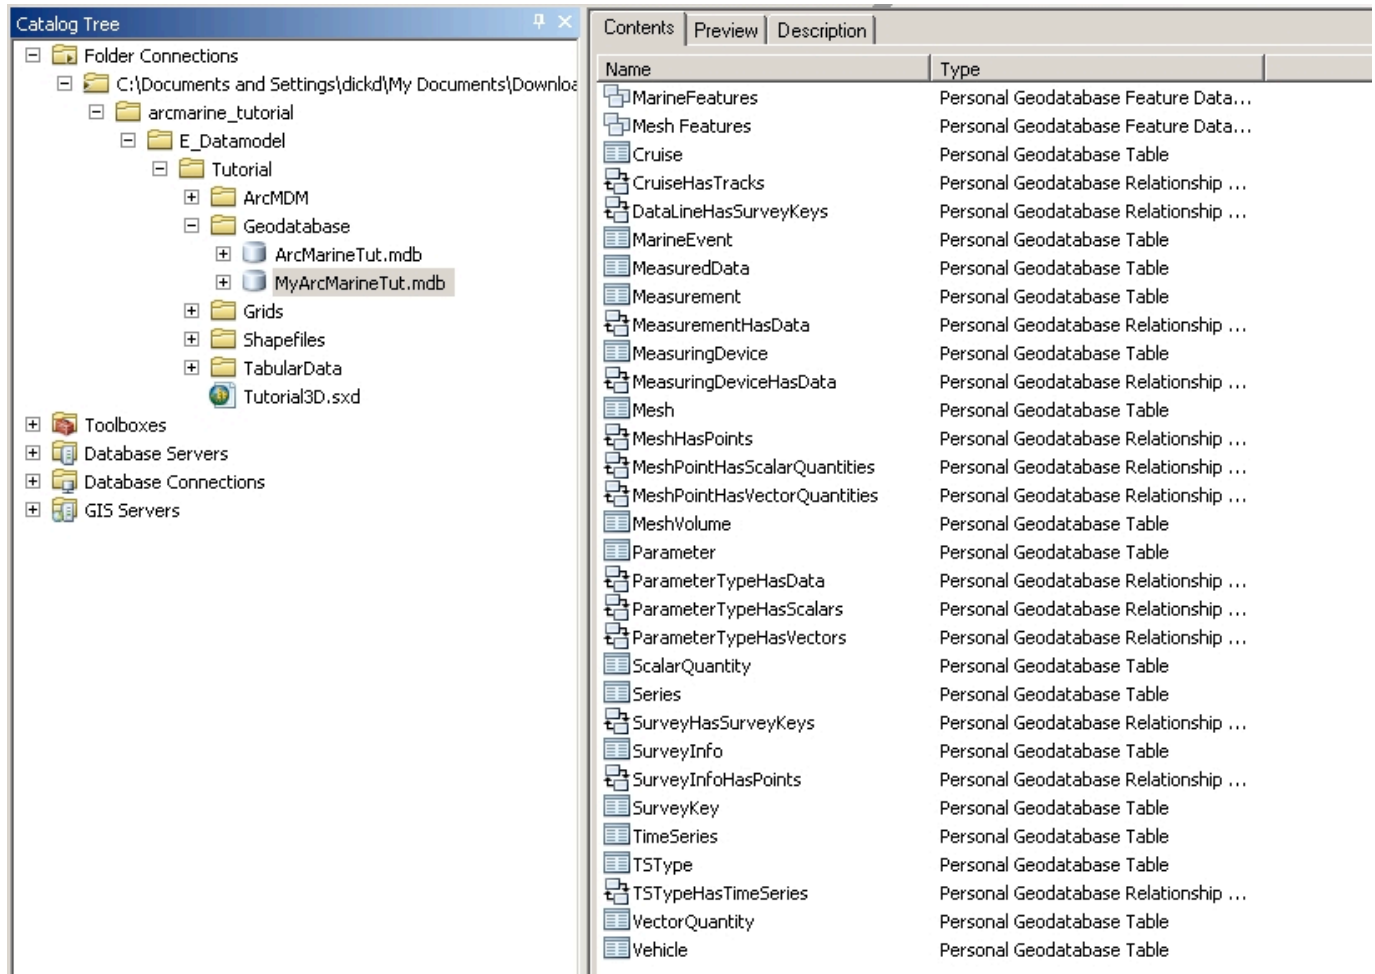 Catalog Tree
Folder Connections
C:\Documents and Settings\dickd\My Documents\Downloa
arcmarine_tutorial
E_Datamodel
Tutorial
ArcMDM
Geodatabase
ArcMarineTut.mdb
MyArcMarineTut.mdb
Grids
Shapefiles
TabularData
Tutorial3D.sxd
Toolboxes
Database Servers
Database Connections
GIS Servers
Contents Preview Description
Name Type
MarineFeatures Personal Geodatabase Feature Data...
Mesh Features Personal Geodatabase Feature Data...
Cruise Personal Geodatabase Table
CruiseHasTracks Personal Geodatabase Relationship ...
DataLineHasSurveyKeys Personal Geodatabase Relationship ...
MarineEvent Personal Geodatabase Table
MeasuredData Personal Geodatabase Table
Measurement Personal Geodatabase Table
MeasurementHasData Personal Geodatabase Relationship ...
MeasuringDevice Personal Geodatabase Table
MeasuringDeviceHasData Personal Geodatabase Relationship ...
Mesh Personal Geodatabase Table
MeshHasPoints Personal Geodatabase Relationship ...
MeshPointHasScalarQuantities Personal Geodatabase Relationship ...
MeshPointHasVectorQuantities Personal Geodatabase Relationship ...
MeshVolume Personal Geodatabase Table
Parameter Personal Geodatabase Table
ParameterTypeHasData Personal Geodatabase Relationship ...
ParameterTypeHasScalars Personal Geodatabase Relationship ...
ParameterTypeHasVectors Personal Geodatabase Relationship ...
ScalarQuantity Personal Geodatabase Table
Series Personal Geodatabase Table
SurveyHasSurveyKeys Personal Geodatabase Relationship ...
SurveyInfo Personal Geodatabase Table
SurveyInfoHasPoints Personal Geodatabase Relationship ...
SurveyKey Personal Geodatabase Table
TimeSeries Personal Geodatabase Table
TSType Personal Geodatabase Table
TSTypeHasTimeSeries Personal Geodatabase Relationship ...
VectorQuantity Personal Geodatabase Table
Vehicle Personal Geodatabase Table